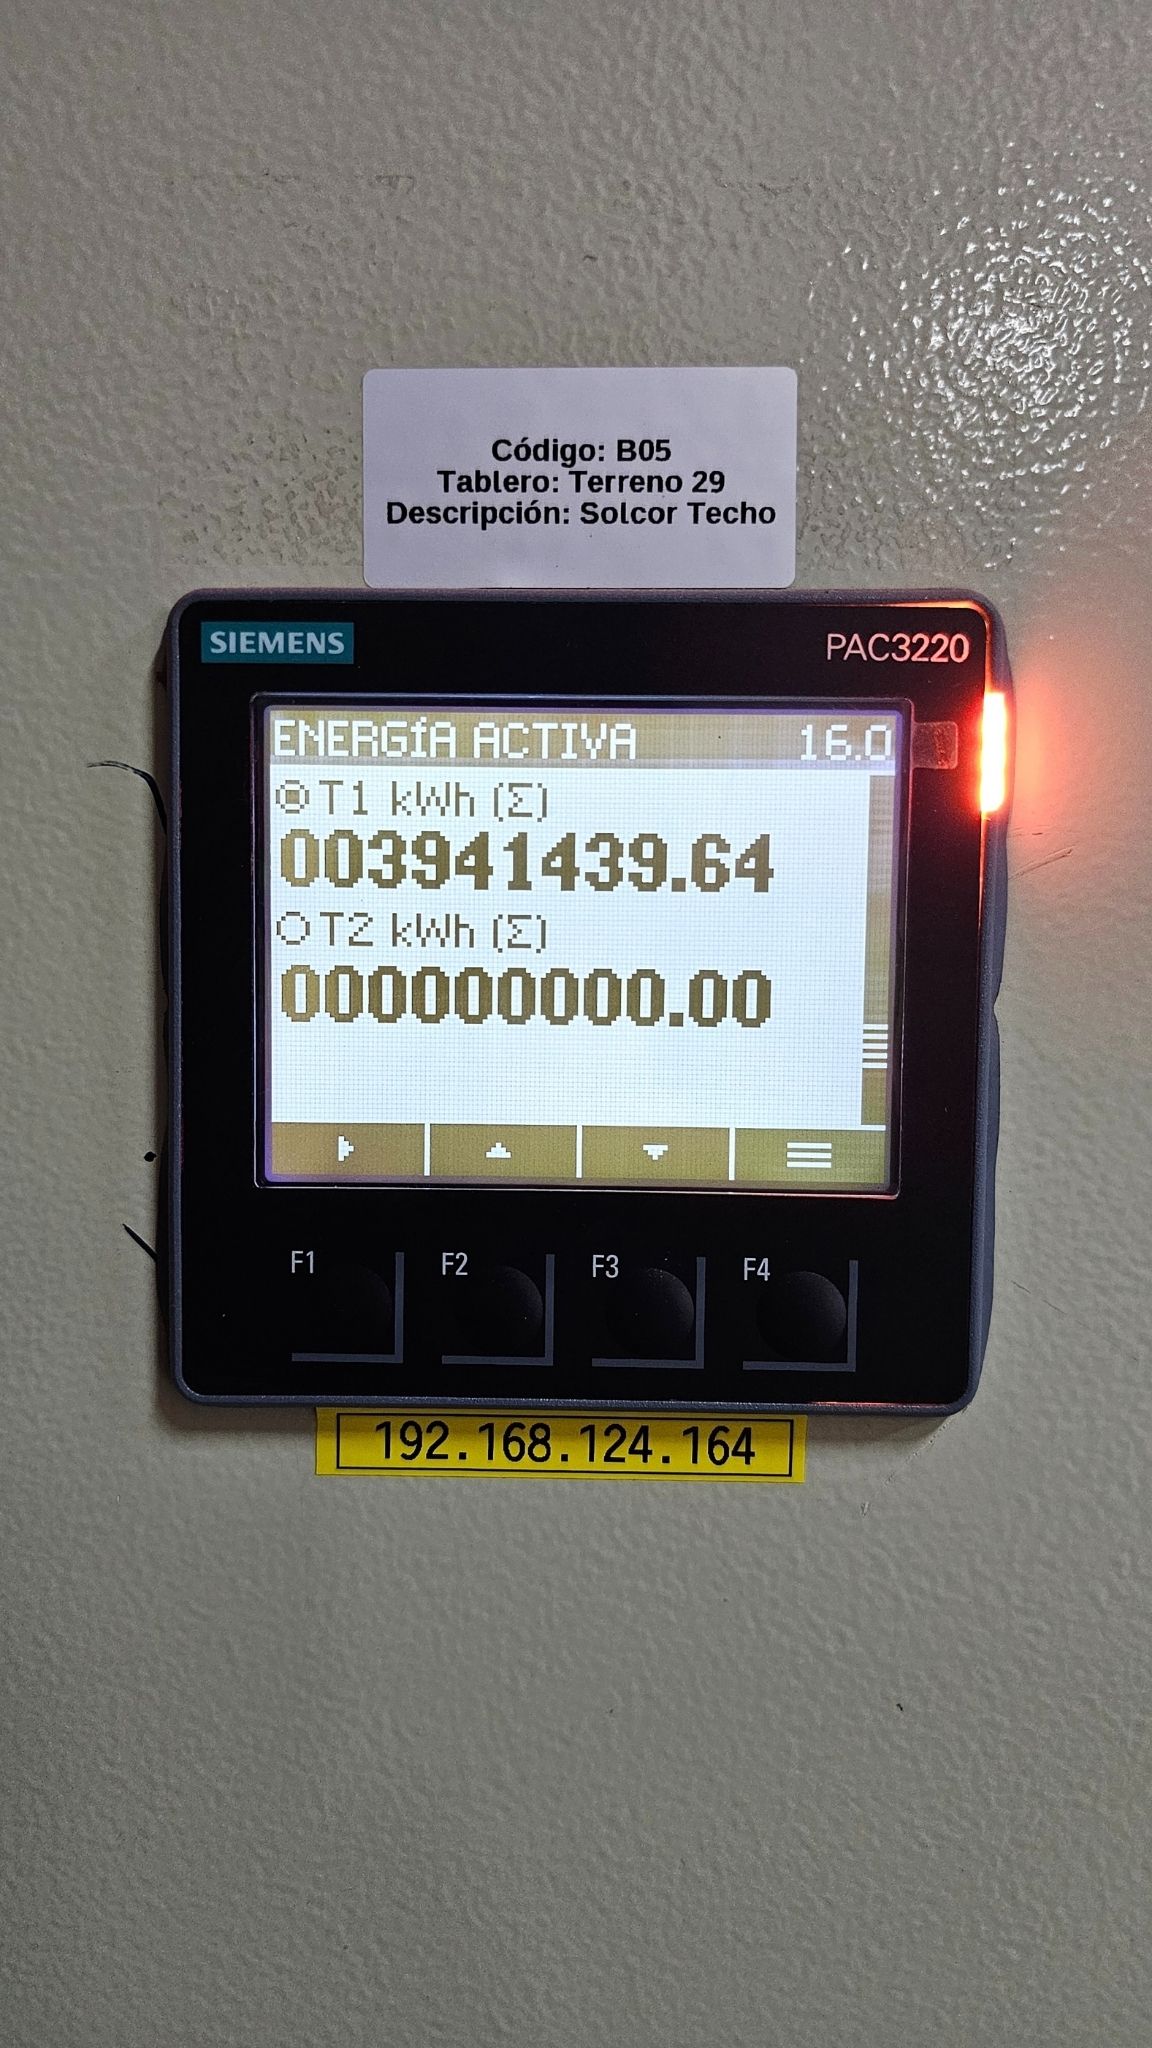 Código: B05
Tablero: Terreno 29
Descripción: Solcor Techo
SIEMENS
PAC3220
ENERGÍA ACTIVA 16.0
T1 kWh (Σ)
003941439.64
T2 kWh (Σ)
000000000.00
F1 F2 F3 F4
192.168.124.164